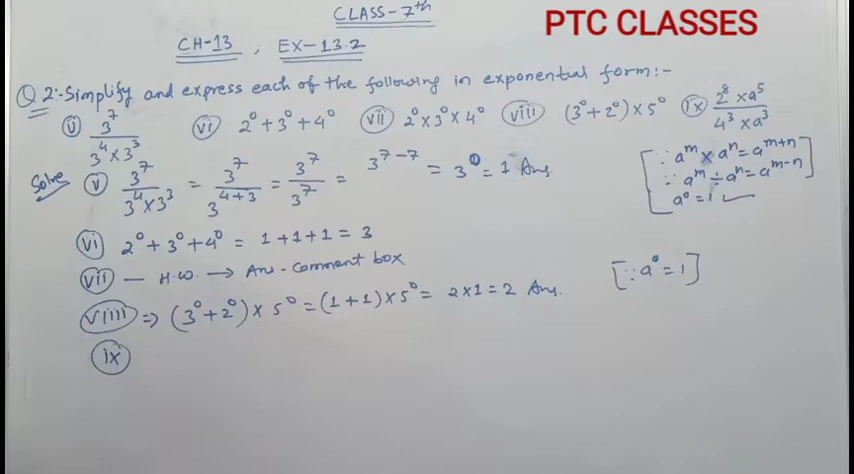 CLASS-7th
PTC CLASSES
CH-13 , EX-13.2
Q 2:- Simplify and express each of the following in exponential form:-
(v) 3^7/(3^4 × 3^3) (vi) 2^0 + 3^0 + 4^0 (vii) 2^0 × 3^0 × 4^0 (viii) (3^0 + 2^0) × 5^0 (ix) (2^8 × a^5)/(4^3 × a^3)
Solve (v) 3^7/(3^4 × 3^3) = 3^7/3^(4+3) = 3^7/3^7 = 3^(7-7) = 3^0 = 1 Ans
[∵ a^m × a^n = a^(m+n)
∵ a^m ÷ a^n = a^(m-n)
a^0 = 1]
(vi) 2^0 + 3^0 + 4^0 = 1 + 1 + 1 = 3
(vii) — H.W. → Ans - Comment box
[∵ a^0 = 1]
(viii) ⇒ (3^0 + 2^0) × 5^0 = (1 + 1) × 5^0 = 2 × 1 = 2 Ans.
(ix)